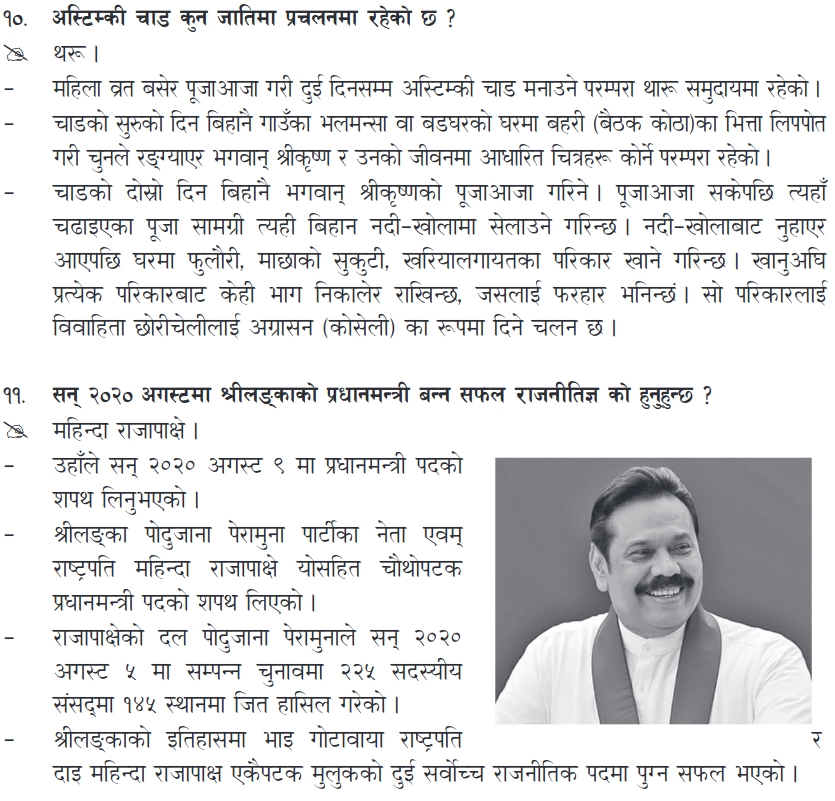 १०. अस्टिम्की चाड कुन जातिमा प्रचलनमा रहेको छ ?
थरू ।
– महिला व्रत बसेर पूजाआजा गरी दुई दिनसम्म अस्टिम्की चाड मनाउने परम्परा थारू समुदायमा रहेको ।
– चाडको सुरुको दिन बिहानै गाउँका भलमन्सा वा बडघरको घरमा बहरी (बैठक कोठा)का भित्ता लिपपोत
गरी चुनले रङ्ग्याएर भगवान् श्रीकृष्ण र उनको जीवनमा आधारित चित्रहरू कोर्ने परम्परा रहेको ।
– चाडको दोस्रो दिन बिहानै भगवान् श्रीकृष्णको पूजाआजा गरिने । पूजाआजा सकेपछि त्यहाँ
चढाइएका पूजा सामग्री त्यही बिहान नदी–खोलामा सेलाउने गरिन्छ । नदी–खोलाबाट नुहाएर
आएपछि घरमा फुलौरी, माछाको सुकुटी, खरियालगायतका परिकार खाने गरिन्छ । खानुअघि
प्रत्येक परिकारबाट केही भाग निकालेर राखिन्छ, जसलाई फरहार भनिन्छं । सो परिकारलाई
विवाहिता छोरीचेलीलाई अग्रासन (कोसेली) का रूपमा दिने चलन छ ।
११. सन् २०२० अगस्टमा श्रीलङ्काको प्रधानमन्त्री बन्न सफल राजनीतिज्ञ को हुनुहुन्छ ?
महिन्दा राजापाक्षे ।
– उहाँले सन् २०२० अगस्ट ९ मा प्रधानमन्त्री पदको
शपथ लिनुभएको ।
– श्रीलङ्का पोदुजाना पेरामुना पार्टीका नेता एवम्
राष्ट्रपति महिन्दा राजापाक्षे योसहित चौथोपटक
प्रधानमन्त्री पदको शपथ लिएको ।
– राजापाक्षेको दल पोदुजाना पेरामुनाले सन् २०२०
अगस्ट ५ मा सम्पन्न चुनावमा २२५ सदस्यीय
संसद्‌मा १४५ स्थानमा जित हासिल गरेको ।
– श्रीलङ्काको इतिहासमा भाइ गोटावाया राष्ट्रपति र
दाइ महिन्दा राजापाक्ष एकैपटक मुलुकको दुई सर्वोच्च राजनीतिक पदमा पुग्न सफल भएको ।